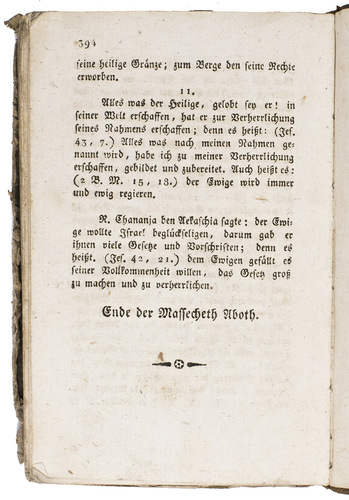 394
seine heilige Gränze; zum Berge den seine Rechte
erworben.
11.
Alles was der Heilige, gelobt sey er! in
seiner Welt erschaffen, hat er zur Verherrlichung
seines Nahmens erschaffen; denn es heißt: (Jes.
43, 7.) Alles was nach meinen Nahmen ge-
nannt wird, habe ich zu meiner Verherrlichung
erschaffen, gebildet und zubereitet. Auch heißt es:
(2 B. M. 15, 18.) der Ewige wird immer
und ewig regieren.
R. Chananja ben Aekaschia sagte: der Ewi-
ge wollte Israel beglückseligen, darum gab er
ihnen viele Gesetze und Vorschriften; denn es
heißt. (Jes. 42, 21.) dem Ewigen gefällt es
seiner Vollkommenheit willen, das Gesetz groß
zu machen und zu verherrlichen.
Ende der Massecheth Aboth.